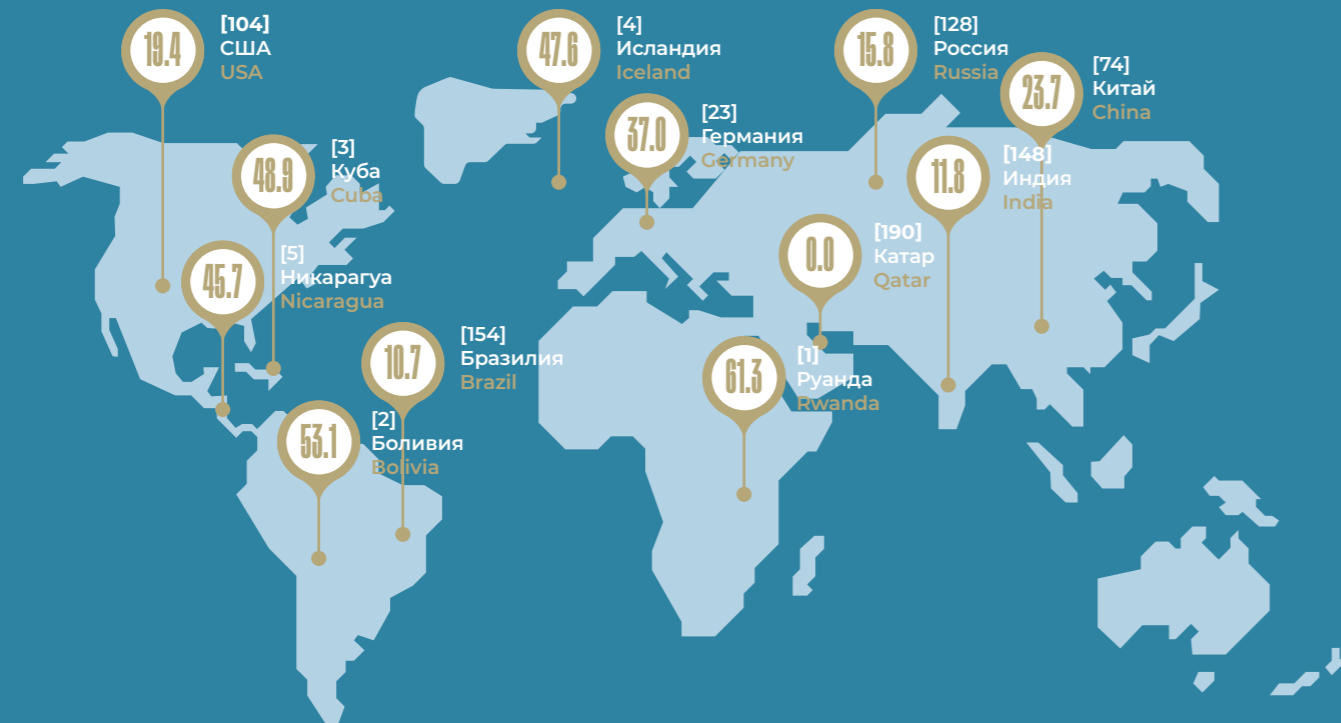 19.4
[104]
США
USA
47.6
[4]
Исландия
Iceland
15.8
[128]
Россия
Russia
23.7
[74]
Китай
China
37.0
[23]
Германия
Germany
48.9
[3]
Куба
Cuba
11.8
[148]
Индия
India
45.7
[5]
Никарагуа
Nicaragua
0.0
[190]
Катар
Qatar
10.7
[154]
Бразилия
Brazil
61.3
[1]
Руанда
Rwanda
53.1
[2]
Боливия
Bolivia